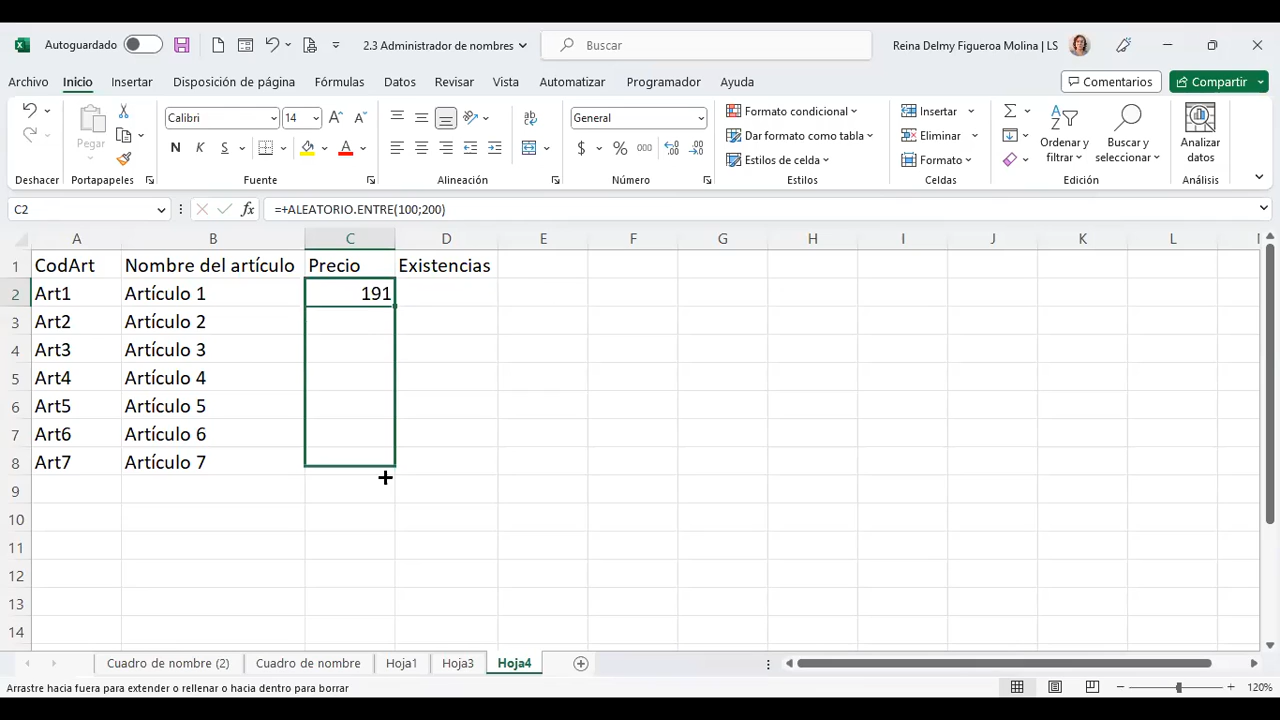 Autoguardado 2.3 Administrador de nombres Buscar Reina Delmy Figueroa Molina | LS
Archivo Inicio Insertar Disposición de página Fórmulas Datos Revisar Vista Automatizar Programador Ayuda Comentarios Compartir
Pegar Calibri 14 General Formato condicional Insertar Ordenar y filtrar Buscar y seleccionar Analizar datos
Dar formato como tabla Eliminar
N K S A $ % 000 Estilos de celda Formato
Deshacer Portapapeles Fuente Alineación Número Estilos Celdas Edición Análisis
C2 fx =+ALEATORIO.ENTRE(100;200)
A B C D E F G H I J K L
1 CodArt Nombre del artículo Precio Existencias
2 Art1 Artículo 1 191
3 Art2 Artículo 2
4 Art3 Artículo 3
5 Art4 Artículo 4
6 Art5 Artículo 5
7 Art6 Artículo 6
8 Art7 Artículo 7
9
10
11
12
13
14
Cuadro de nombre (2) Cuadro de nombre Hoja1 Hoja3 Hoja4
Arrastre hacia fuera para extender o rellenar o hacia dentro para borrar 120%